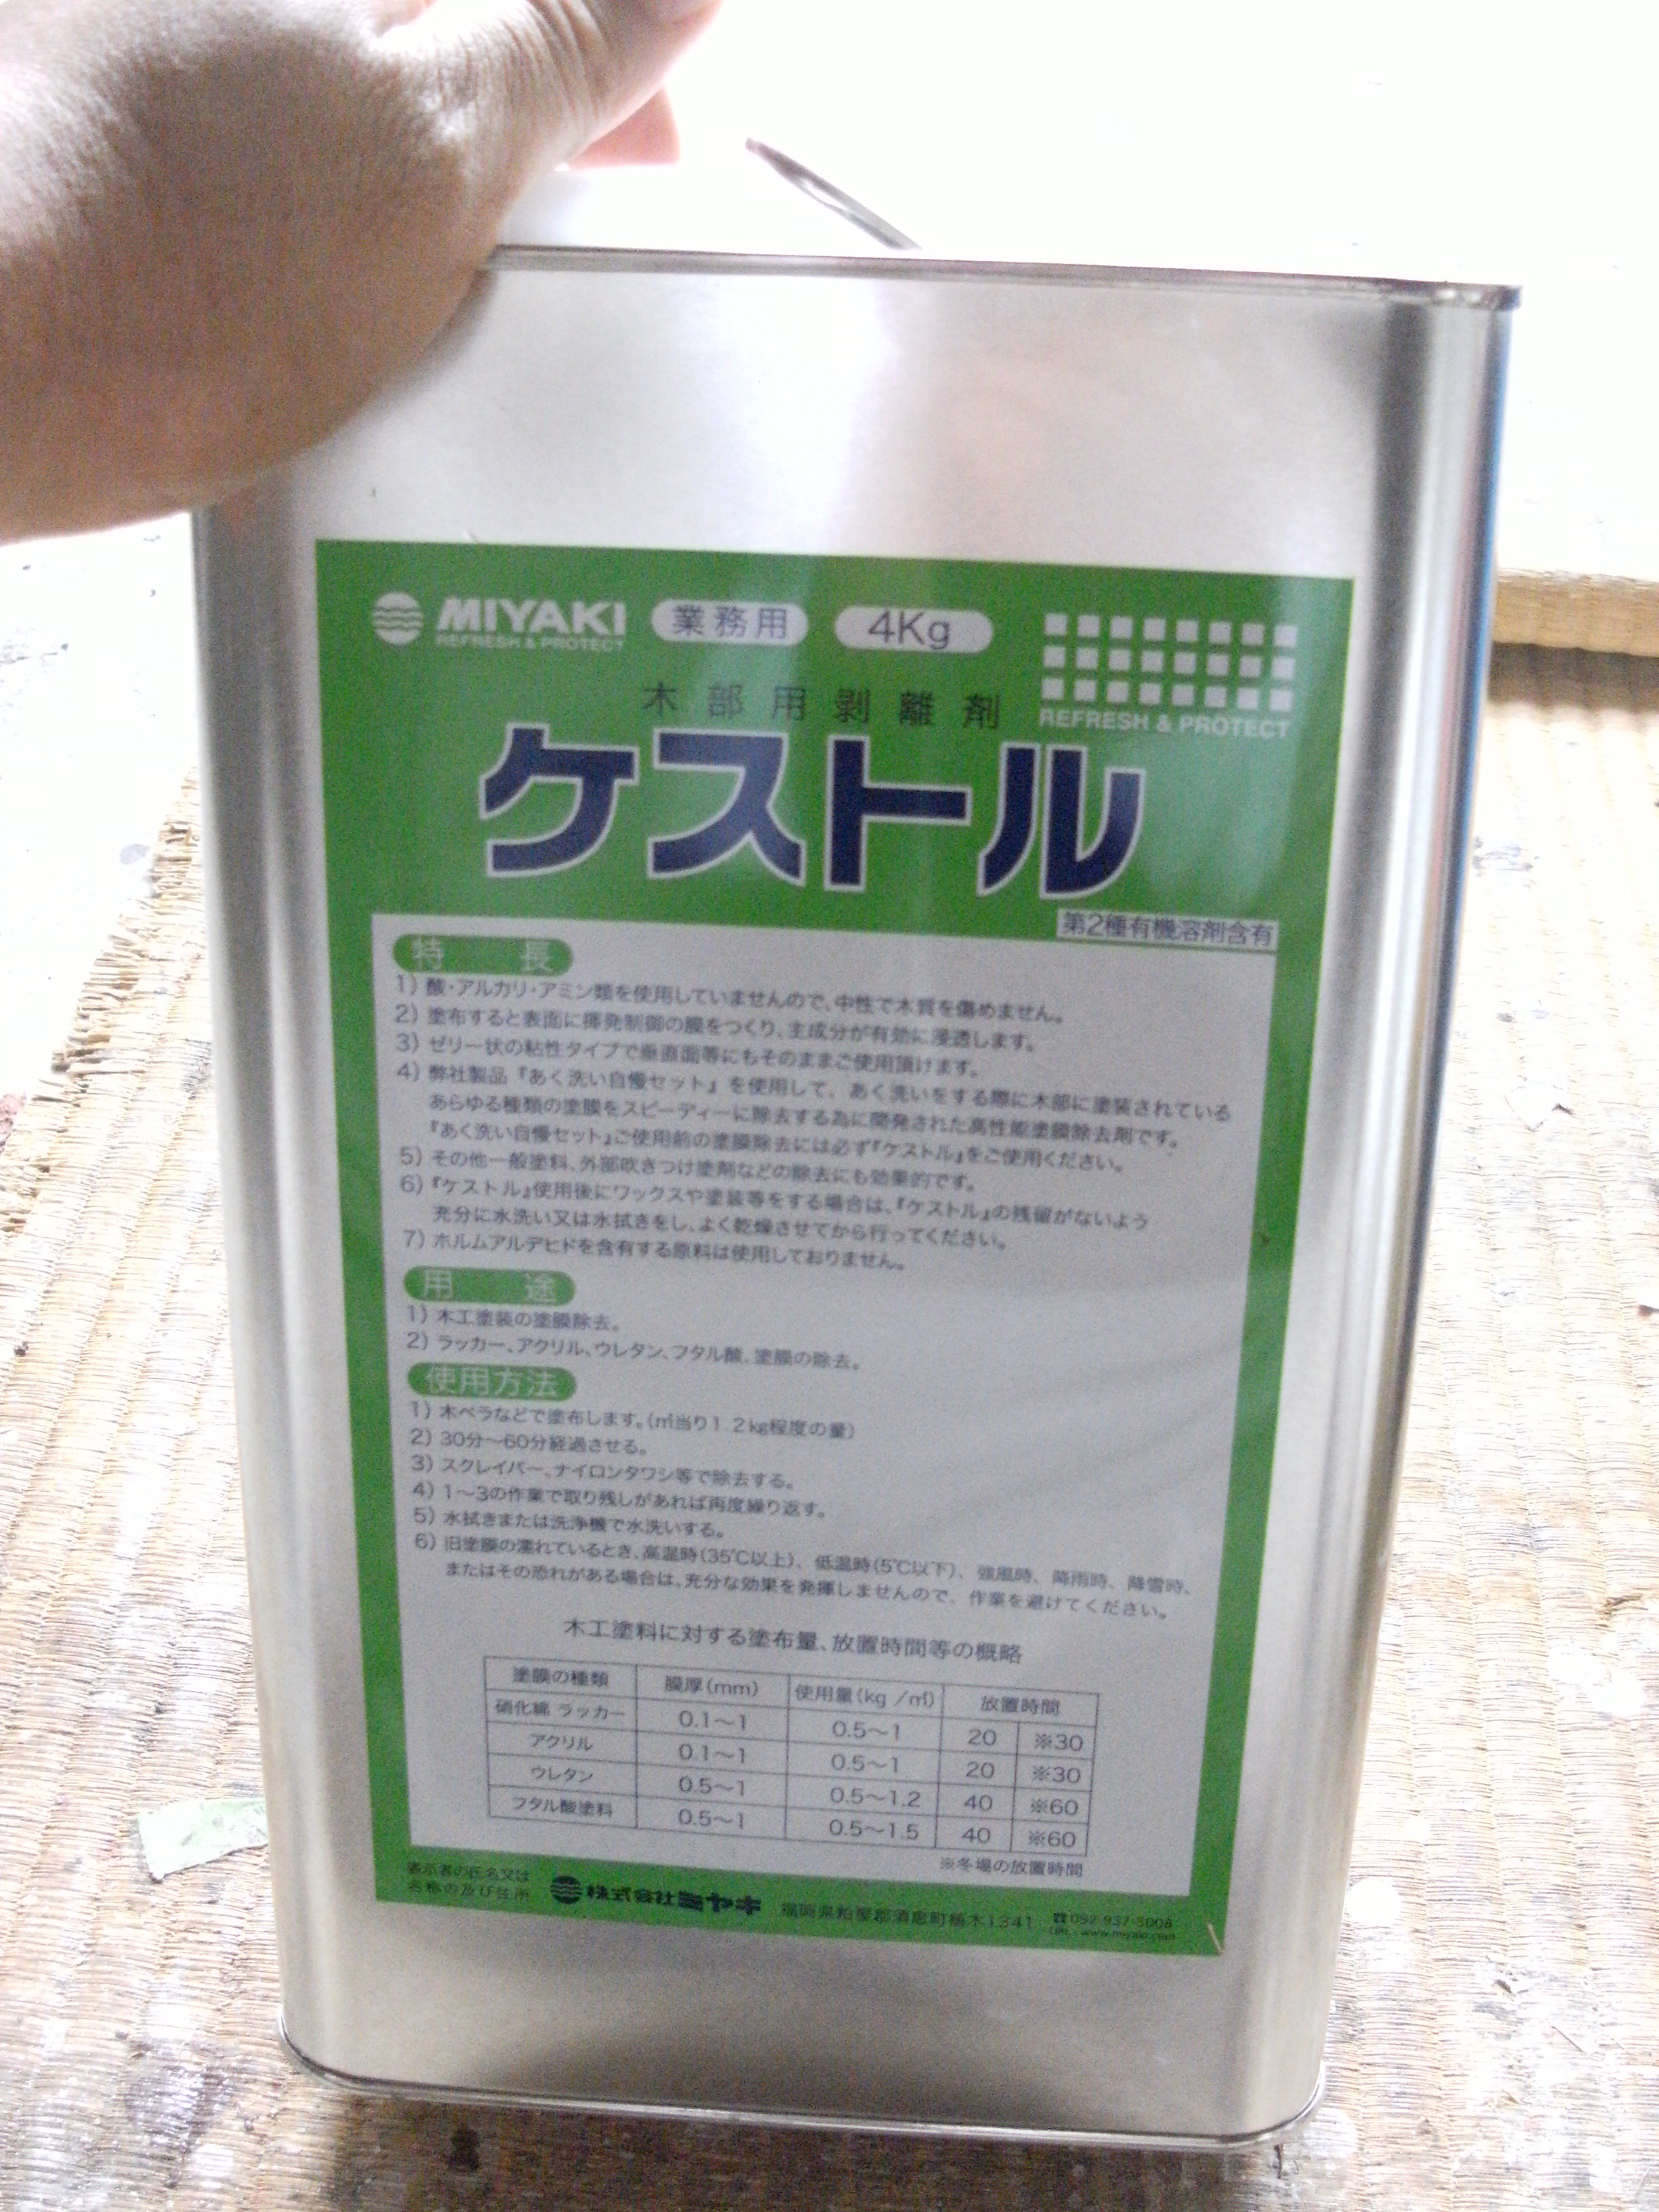 MIYAKI
REFRESH & PROTECT
業務用
4Kg
REFRESH & PROTECT
木部用剥離剤
ケストル
第2種有機溶剤含有
特長
1) 酸・アルカリ・アミン類を使用していませんので、中性で木質を傷めません。
2) 塗布すると表面に揮発制御の膜をつくり、主成分が有効に浸透します。
3) ゼリー状の粘性タイプで垂直面等にもそのままご使用頂けます。
4) 弊社製品『あく洗い自慢セット』を使用して、あく洗いをする際に木部に塗装されている
あらゆる種類の塗膜をスピーディーに除去する為に開発された高性能塗膜除去剤です。
『あく洗い自慢セット』ご使用前の塗膜除去には必ず『ケストル』をご使用ください。
5) その他一般塗料、外部吹きつけ塗剤などの除去にも効果的です。
6) 『ケストル』使用後にワックスや塗装等をする場合は、『ケストル』の残留がないよう
充分に水洗い又は水拭きをし、よく乾燥させてから行ってください。
7) ホルムアルデヒドを含有する原料は使用しておりません。
用途
1) 木工塗装の塗膜除去。
2) ラッカー、アクリル、ウレタン、フタル酸、塗膜の除去。
使用方法
1) 木ベラなどで塗布します。(㎡当り1.2kg程度の量)
2) 30分〜60分経過させる。
3) スクレイパー、ナイロンタワシ等で除去する。
4) 1〜3の作業で取り残しがあれば再度繰り返す。
5) 水拭きまたは洗浄機で水洗いする。
6) 旧塗膜の濡れているとき、高温時(35℃以上)、低温時(5℃以下)、強風時、降雨時、降雪時、
またはその恐れがある場合は、充分な効果を発揮しませんので、作業を避けてください。
木工塗料に対する塗布量、放置時間等の概略
塗膜の種類 膜厚(mm) 使用量(kg/㎡) 放置時間
硝化綿 ラッカー 0.1〜1 0.5〜1 20 ※30
アクリル 0.1〜1 0.5〜1 20 ※30
ウレタン 0.5〜1 0.5〜1.2 40 ※60
フタル酸塗料 0.5〜1 0.5〜1.5 40 ※60
※冬場の放置時間
表示者の氏名又は
名称の及び住所
株式会社ミヤキ
福岡県粕屋郡須恵町植木1341
☎092-937-3008
URL: www.miyaki.com